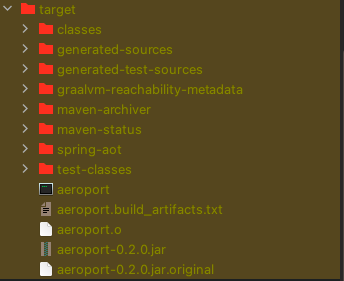 target
classes
generated-sources
generated-test-sources
graalvm-reachability-metadata
maven-archiver
maven-status
spring-aot
test-classes
aeroport
aeroport.build_artifacts.txt
aeroport.o
aeroport-0.2.0.jar
aeroport-0.2.0.jar.original